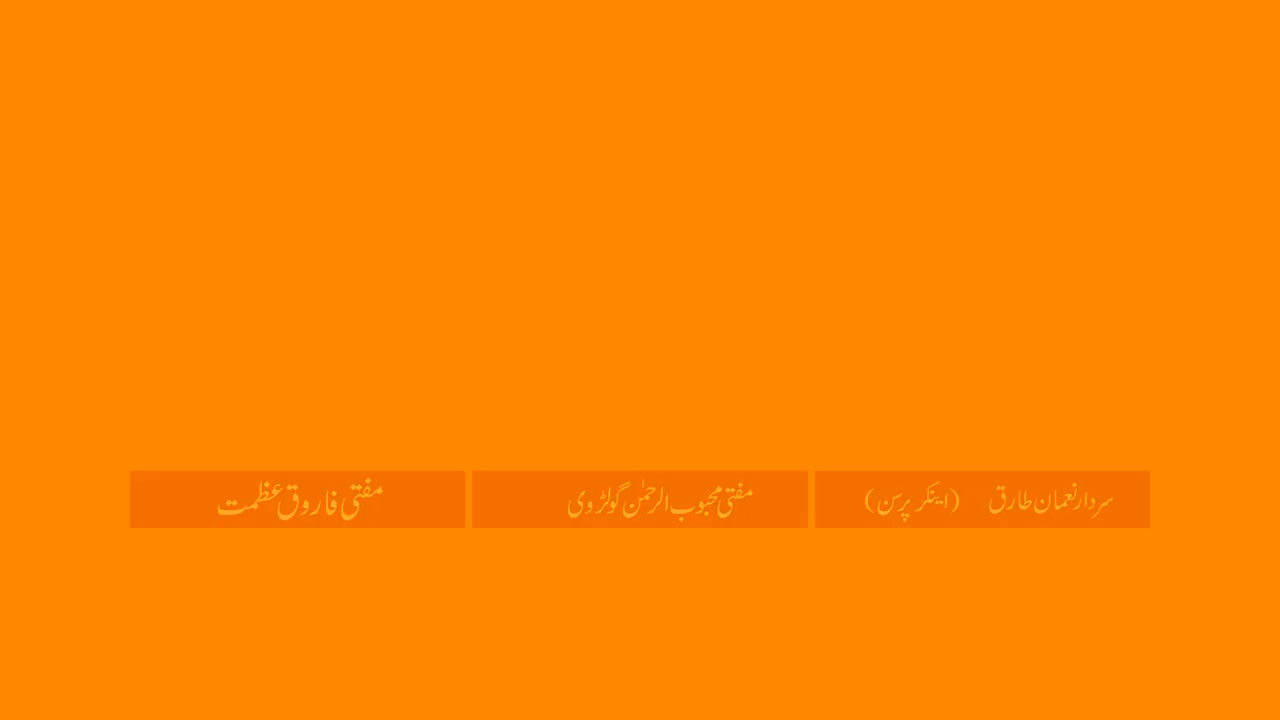 سردار نعمان طارق (اینکر پرسن)
مفتی محبوب الرحمٰن گولڑوی
مفتی فاروق عظمت